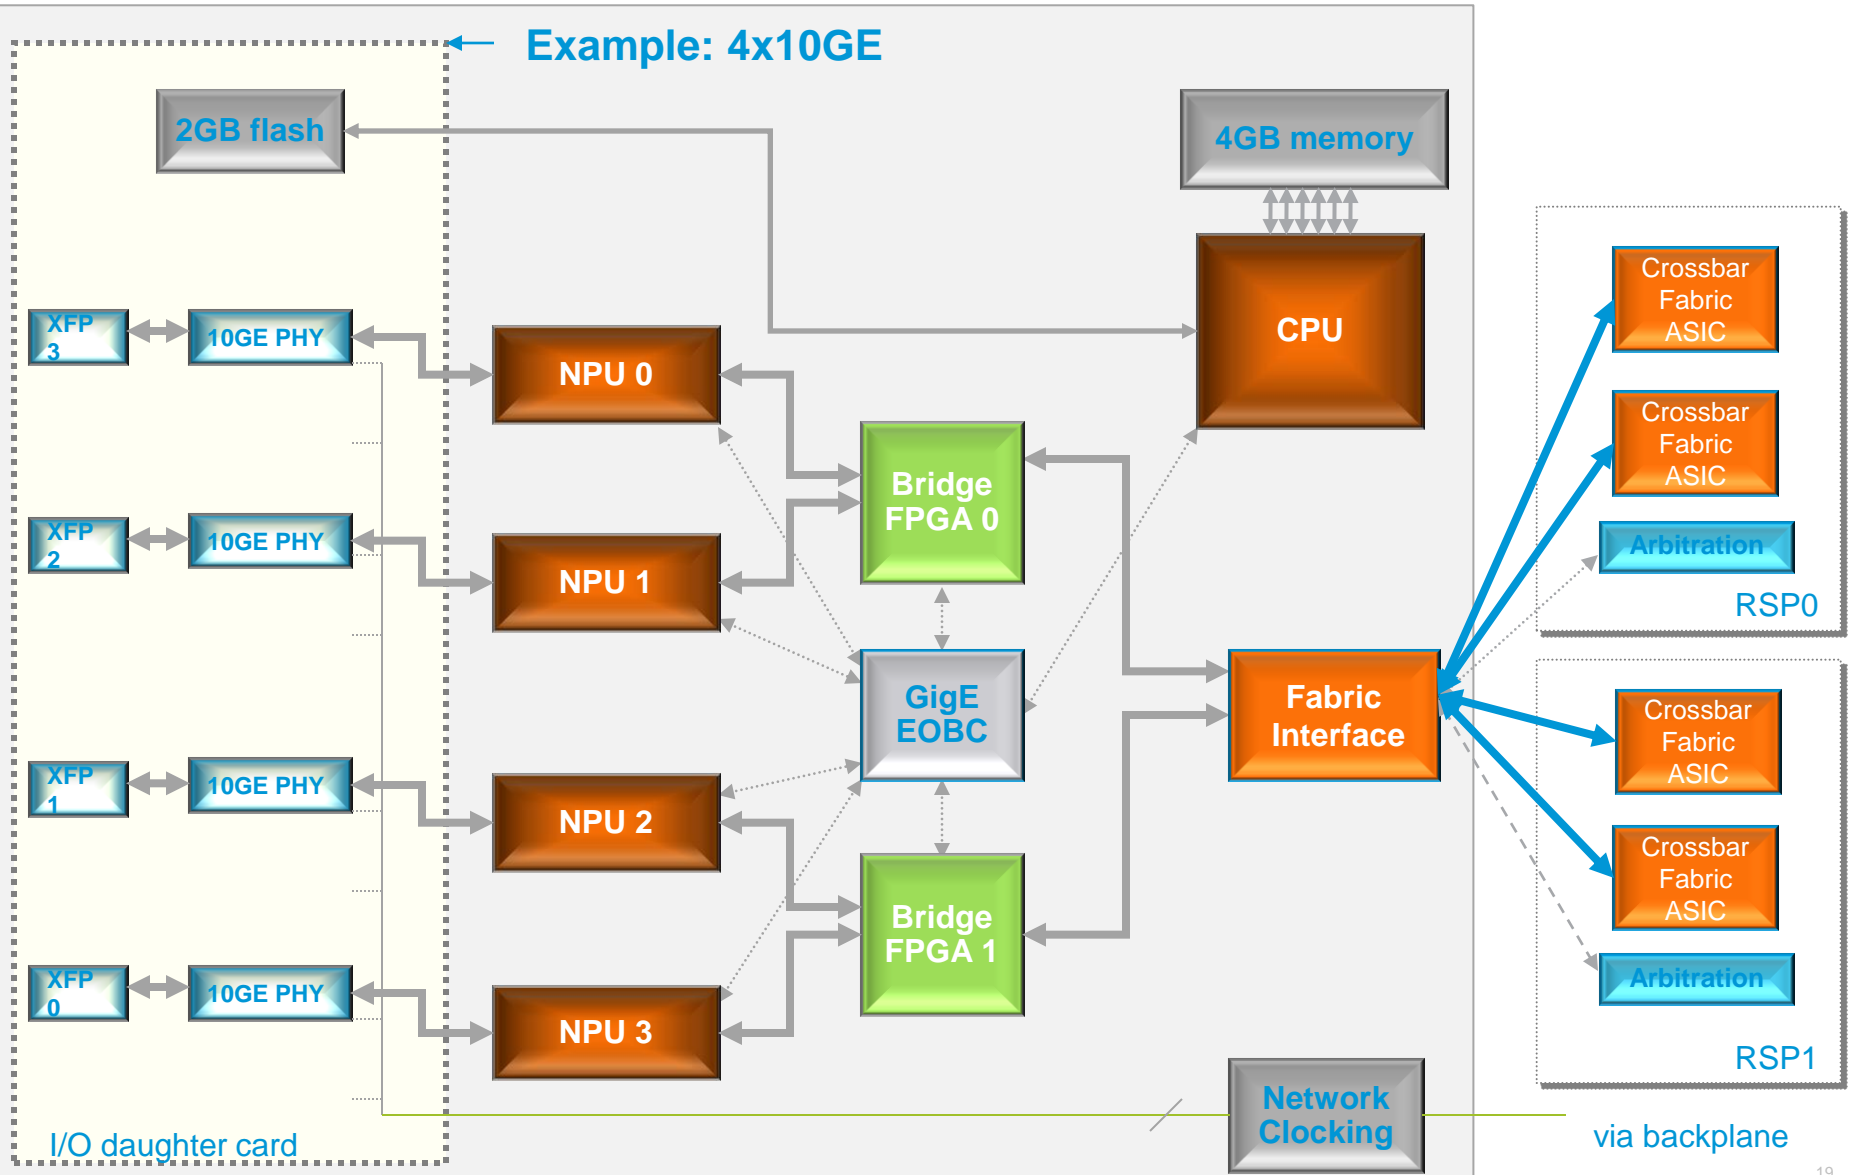 Example: 4x10GE
2GB flash
4GB memory
XFP
3
10GE PHY
NPU 0
CPU
Crossbar
Fabric
ASIC
Crossbar
Fabric
ASIC
Bridge
FPGA 0
XFP
2
10GE PHY
NPU 1
Arbitration
RSP0
GigE
EOBC
Fabric
Interface
Crossbar
Fabric
ASIC
XFP
1
10GE PHY
NPU 2
Crossbar
Fabric
ASIC
Bridge
FPGA 1
XFP
0
10GE PHY
NPU 3
Arbitration
RSP1
Network
Clocking
I/O daughter card
via backplane
19